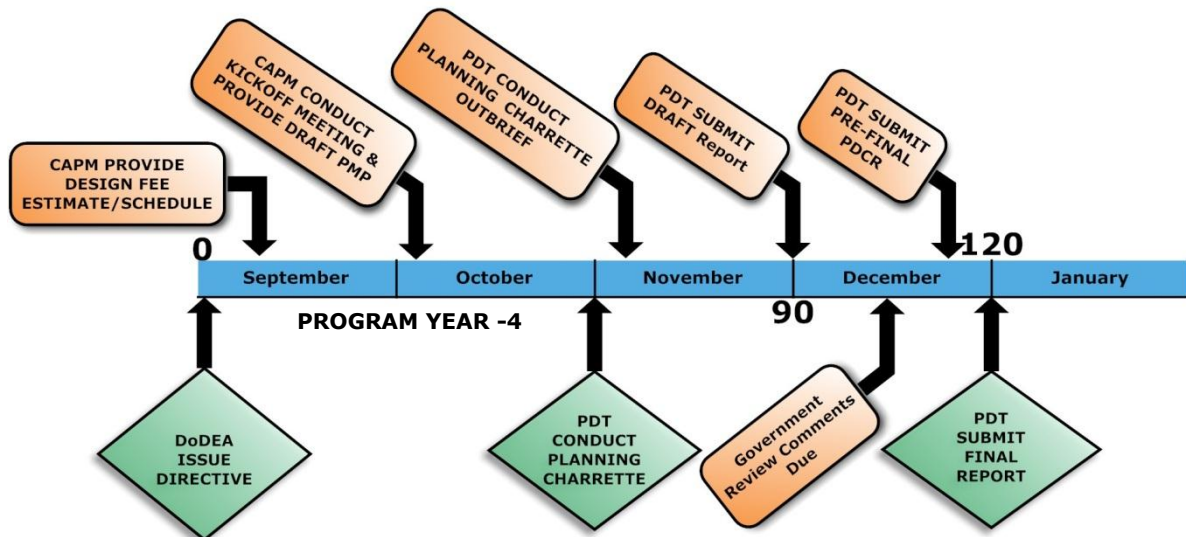 CAPM PROVIDE
DESIGN FEE
ESTIMATE/SCHEDULE
CAPM CONDUCT
KICKOFF MEETING &
PROVIDE DRAFT PMP
PDT CONDUCT
PLANNING CHARRETTE
OUTBRIEF
PDT SUBMIT
DRAFT Report
PDT SUBMIT
PRE-FINAL
PDCR
0
120
September
October
November
December
January
PROGRAM YEAR -4
90
DoDEA
ISSUE
DIRECTIVE
PDT
CONDUCT
PLANNING
CHARRETTE
Government
Review Comments
Due
PDT
SUBMIT
FINAL
REPORT